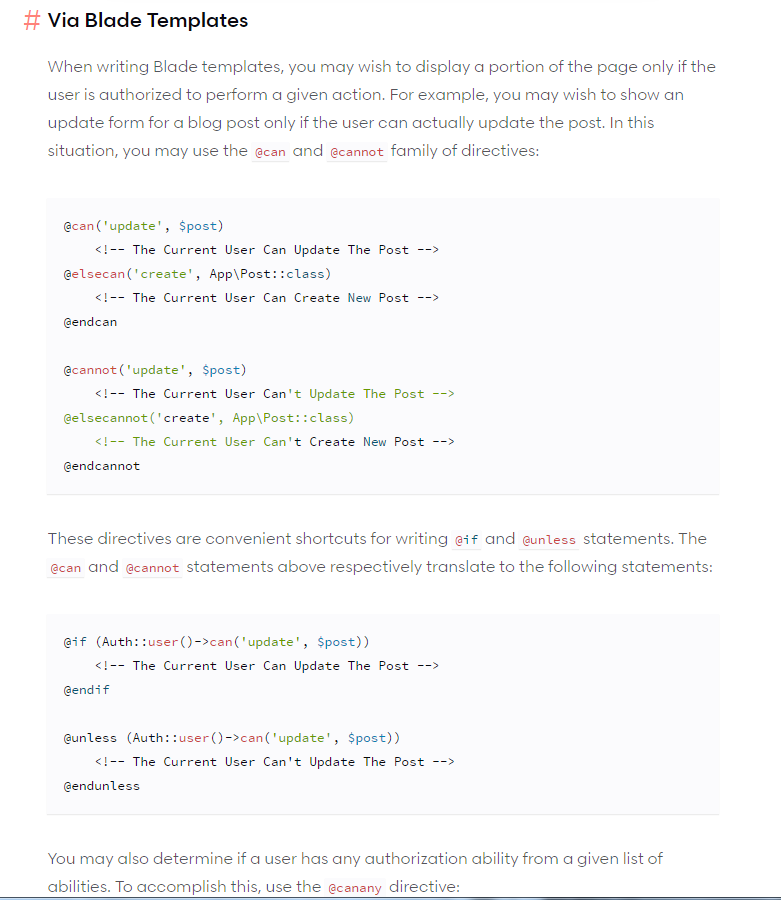 # Via Blade Templates
When writing Blade templates, you may wish to display a portion of the page only if the
user is authorized to perform a given action. For example, you may wish to show an
update form for a blog post only if the user can actually update the post. In this
situation, you may use the @can and @cannot family of directives:
@can('update', $post)
    <!-- The Current User Can Update The Post -->
@elsecan('create', App\Post::class)
    <!-- The Current User Can Create New Post -->
@endcan
@cannot('update', $post)
    <!-- The Current User Can't Update The Post -->
@elsecannot('create', App\Post::class)
    <!-- The Current User Can't Create New Post -->
@endcannot
These directives are convenient shortcuts for writing @if and @unless statements. The
@can and @cannot statements above respectively translate to the following statements:
@if (Auth::user()->can('update', $post))
    <!-- The Current User Can Update The Post -->
@endif
@unless (Auth::user()->can('update', $post))
    <!-- The Current User Can't Update The Post -->
@endunless
You may also determine if a user has any authorization ability from a given list of
abilities. To accomplish this, use the @canany directive: